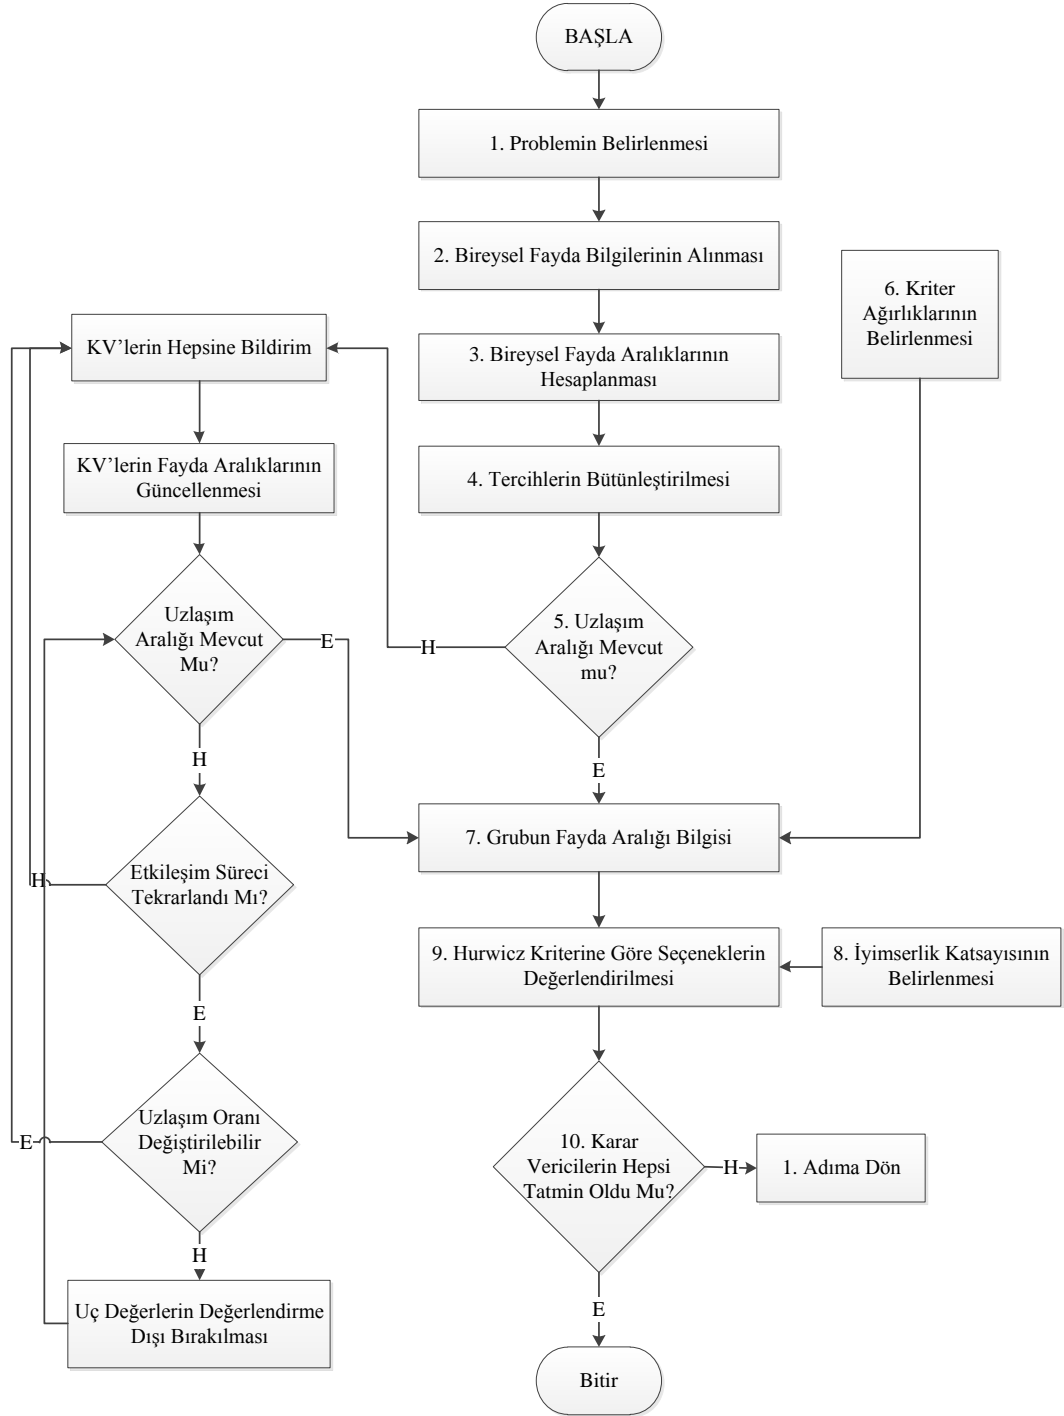 BAŞLA
1. Problemin Belirlenmesi
2. Bireysel Fayda Bilgilerinin Alınması
6. Kriter
Ağırlıklarının
Belirlenmesi
KV’lerin Hepsine Bildirim
3. Bireysel Fayda Aralıklarının
Hesaplanması
KV’lerin Fayda Aralıklarının
Güncellenmesi
4. Tercihlerin Bütünleştirilmesi
Uzlaşım
Aralığı Mevcut
Mu?
E
H
5. Uzlaşım
Aralığı Mevcut
mu?
H
E
7. Grubun Fayda Aralığı Bilgisi
Etkileşim Süreci
Tekrarlandı Mı?
H
E
9. Hurwicz Kriterine Göre Seçeneklerin
Değerlendirilmesi
8. İyimserlik Katsayısının
Belirlenmesi
Uzlaşım Oranı
Değiştirilebilir
Mi?
E
H
10. Karar
Vericilerin Hepsi
Tatmin Oldu Mu?
H
1. Adıma Dön
E
Uç Değerlerin Değerlendirme
Dışı Bırakılması
Bitir